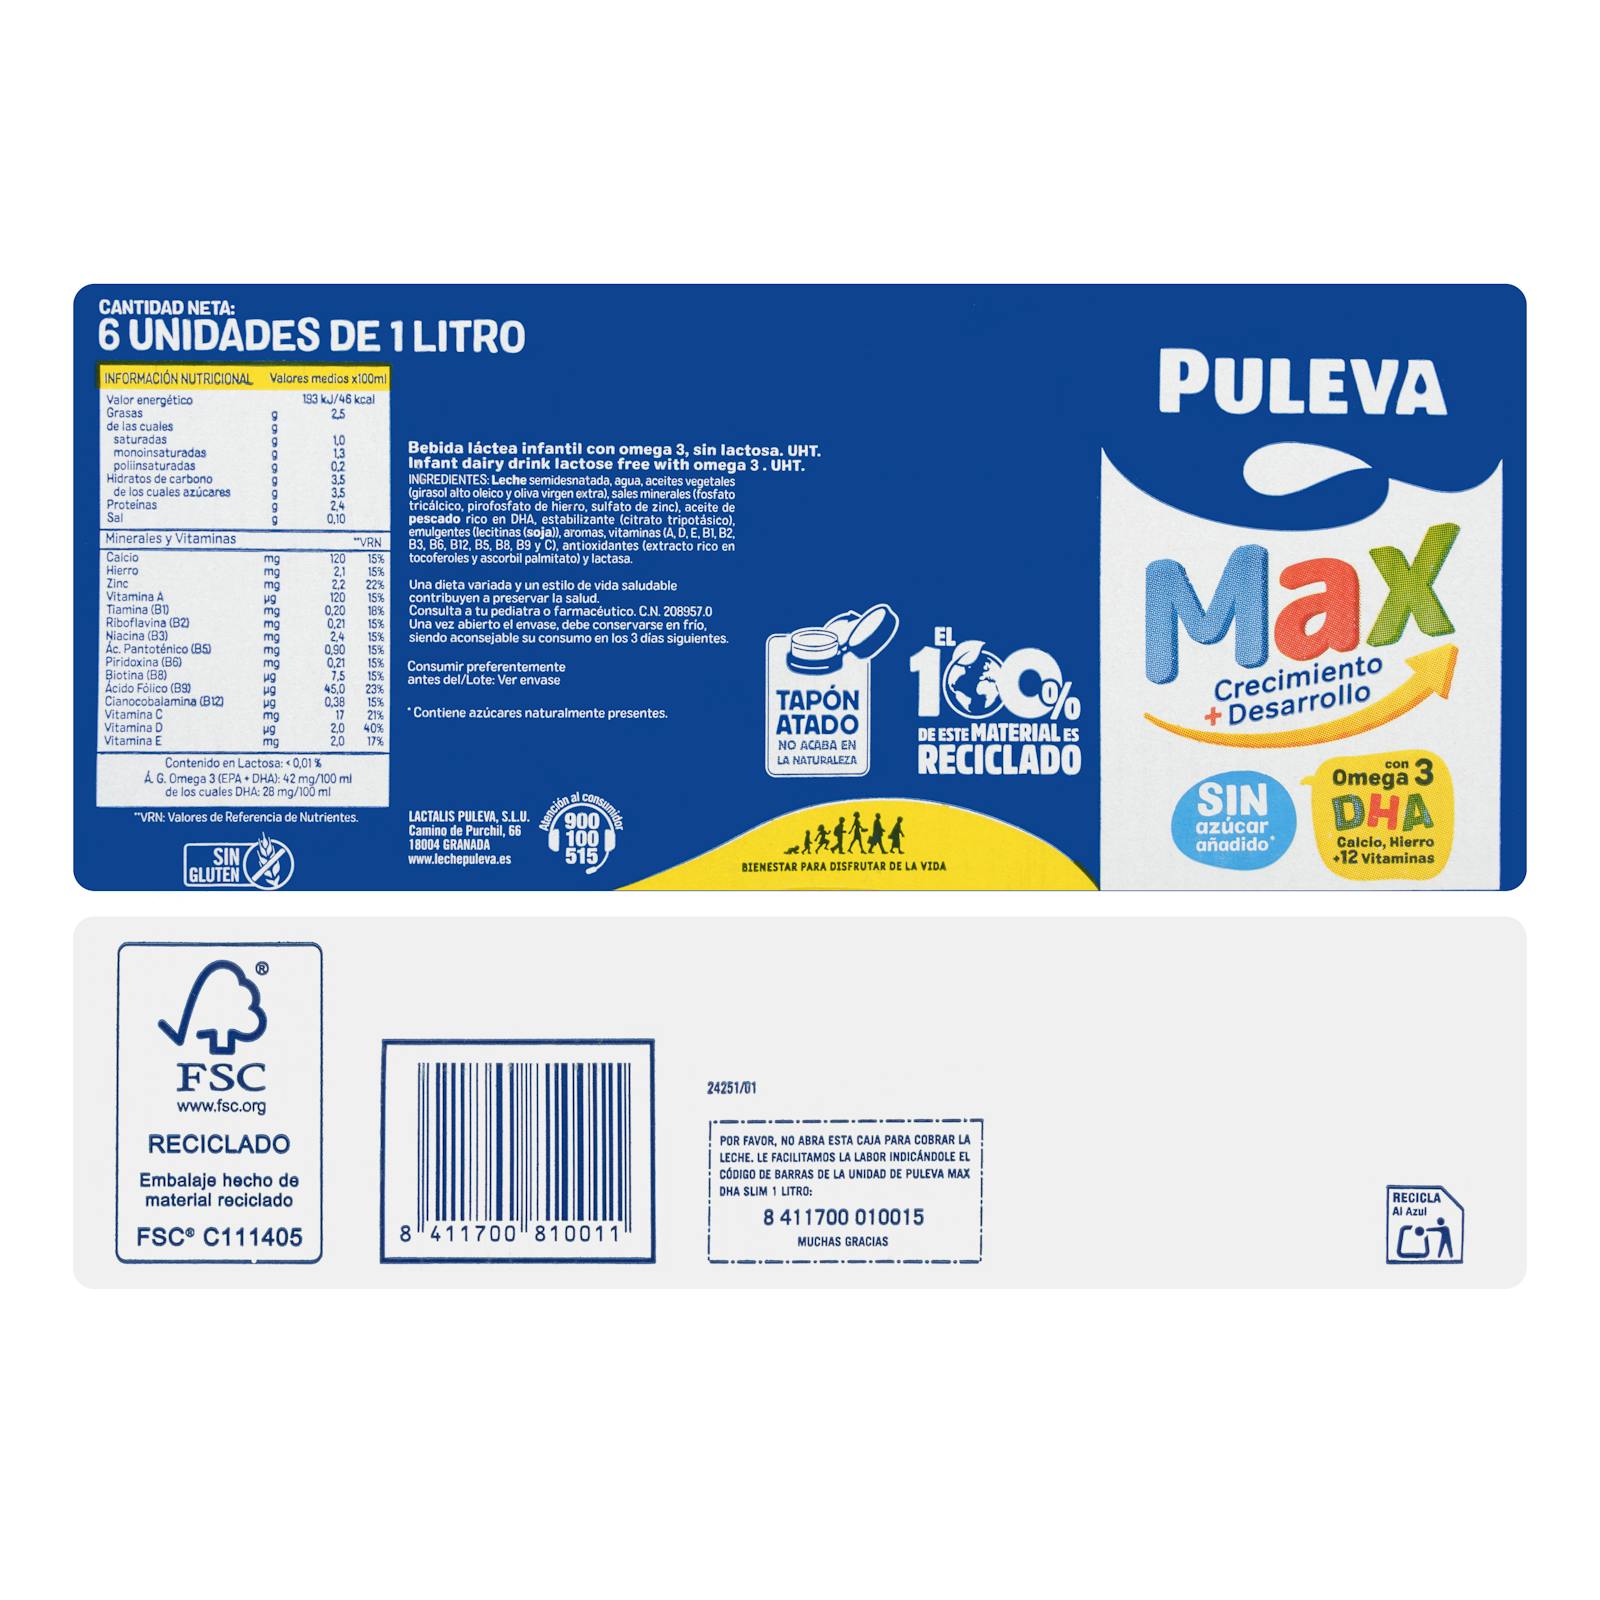 CANTIDAD NETA:
6 UNIDADES DE 1 LITRO
INFORMACIÓN NUTRICIONAL Valores medios x100ml
Valor energético 193 kJ/46 kcal
Grasas g 2,5
de las cuales g
saturadas g 1,0
monoinsaturadas g 1,3
poliinsaturadas g 0,2
Hidratos de carbono g 3,5
de los cuales azúcares g 3,5
Proteínas g 2,4
Sal g 0,10
Minerales y Vitaminas **VRN
Calcio mg 120 15%
Hierro mg 2,1 15%
Zinc mg 2,2 22%
Vitamina A µg 120 15%
Tiamina (B1) mg 0,20 18%
Riboflavina (B2) mg 0,21 15%
Niacina (B3) mg 2,4 15%
Ác. Pantoténico (B5) mg 0,90 15%
Piridoxina (B6) mg 0,21 15%
Biotina (B8) µg 7,5 15%
Ácido Fólico (B9) µg 45,0 23%
Cianocobalamina (B12) µg 0,38 15%
Vitamina C mg 17 21%
Vitamina D µg 2,0 40%
Vitamina E mg 2,0 17%
Contenido en Lactosa: < 0,01 %
Á. G. Omega 3 (EPA + DHA): 42 mg/100 ml
de los cuales DHA: 28 mg/100 ml
**VRN: Valores de Referencia de Nutrientes.
SIN
GLUTEN
Bebida láctea infantil con omega 3, sin lactosa. UHT.
Infant dairy drink lactose free with omega 3 . UHT.
INGREDIENTES: Leche semidesnatada, agua, aceites vegetales
(girasol alto oleico y oliva virgen extra), sales minerales (fosfato
tricálcico, pirofosfato de hierro, sulfato de zinc), aceite de
pescado rico en DHA, estabilizante (citrato tripotásico),
emulgentes (lecitinas (soja)), aromas, vitaminas (A, D, E, B1, B2,
B3, B6, B12, B5, B8, B9 y C), antioxidantes (extracto rico en
tocoferoles y ascorbil palmitato) y lactasa.
Una dieta variada y un estilo de vida saludable
contribuyen a preservar la salud.
Consulta a tu pediatra o farmacéutico. C.N. 208957.0
Una vez abierto el envase, debe conservarse en frío,
siendo aconsejable su consumo en los 3 días siguientes.
Consumir preferentemente
antes del/Lote: Ver envase
* Contiene azúcares naturalmente presentes.
LACTALIS PULEVA, S.L.U.
Camino de Purchil, 66
18004 GRANADA
www.lechepuleva.es
Atención al consumidor
900
100
515
TAPÓN
ATADO
NO ACABA EN
LA NATURALEZA
EL
100%
DE ESTE MATERIAL ES
RECICLADO
BIENESTAR PARA DISFRUTAR DE LA VIDA
PULEVA
Max
Crecimiento
+ Desarrollo
SIN
azúcar
añadido*
con
Omega 3
DHA
Calcio, Hierro
+12 Vitaminas
®
FSC
www.fsc.org
RECICLADO
Embalaje hecho de
material reciclado
FSC® C111405
8 411700 810011
24251/01
POR FAVOR, NO ABRA ESTA CAJA PARA COBRAR LA
LECHE. LE FACILITAMOS LA LABOR INDICÁNDOLE EL
CÓDIGO DE BARRAS DE LA UNIDAD DE PULEVA MAX
DHA SLIM 1 LITRO:
8 411700 010015
MUCHAS GRACIAS
RECICLA
Al Azul